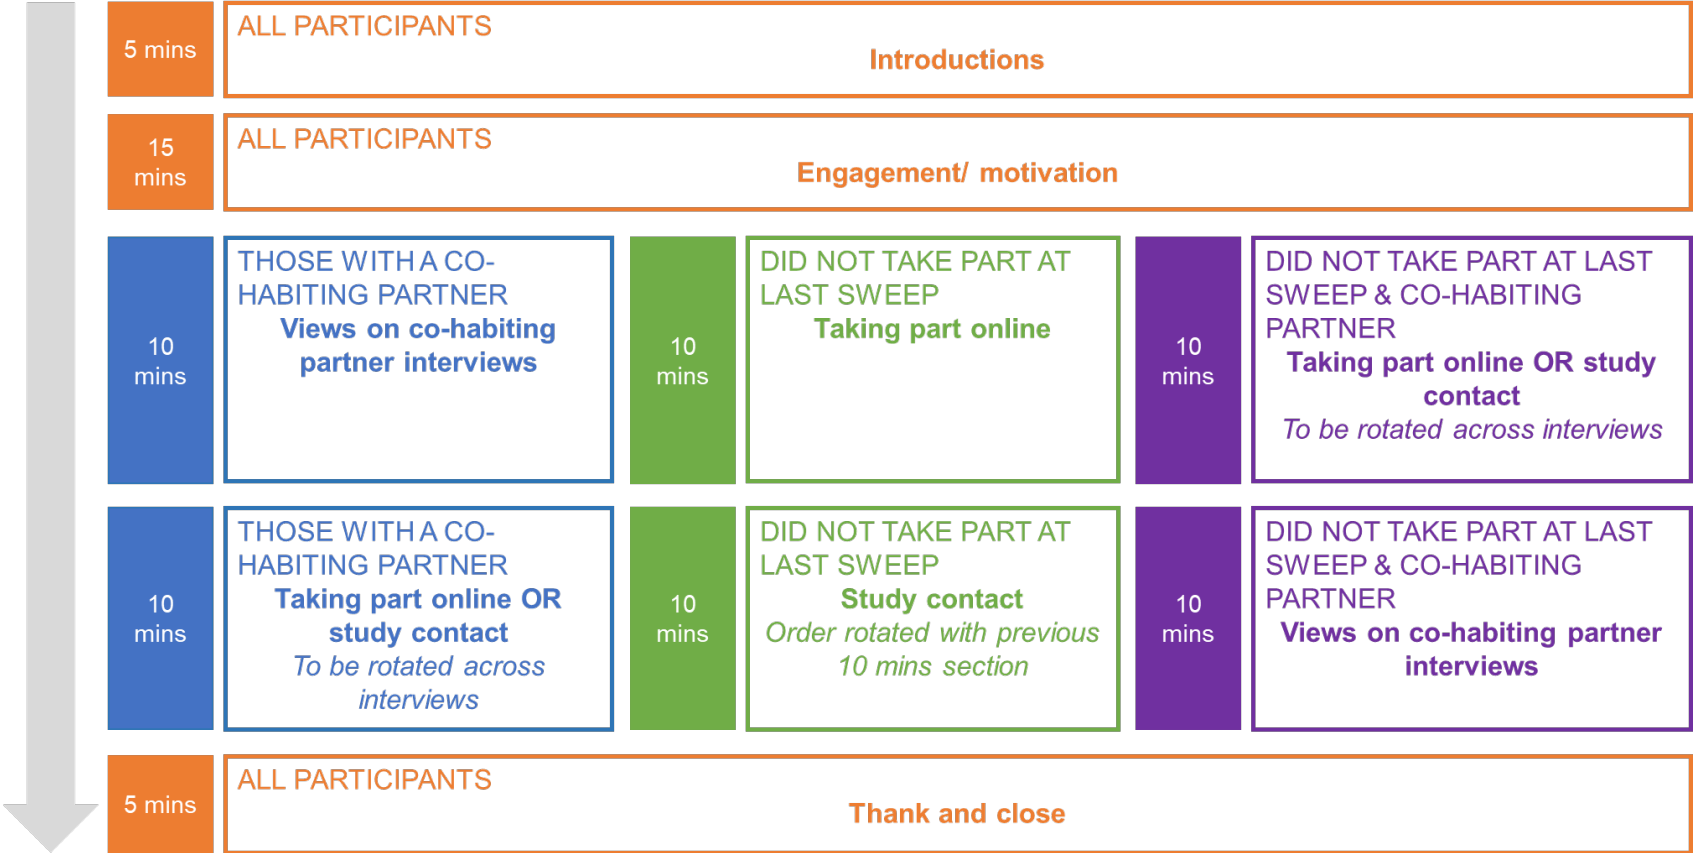 5 mins
ALL PARTICIPANTS
Introductions
15
mins
ALL PARTICIPANTS
Engagement/ motivation
10
mins
THOSE WITH A CO-
HABITING PARTNER
Views on co-habiting
partner interviews
10
mins
DID NOT TAKE PART AT
LAST SWEEP
Taking part online
10
mins
DID NOT TAKE PART AT LAST
SWEEP & CO-HABITING
PARTNER
Taking part online OR study
contact
To be rotated across interviews
10
mins
THOSE WITH A CO-
HABITING PARTNER
Taking part online OR
study contact
To be rotated across
interviews
10
mins
DID NOT TAKE PART AT
LAST SWEEP
Study contact
Order rotated with previous
10 mins section
10
mins
DID NOT TAKE PART AT LAST
SWEEP & CO-HABITING
PARTNER
Views on co-habiting partner
interviews
5 mins
ALL PARTICIPANTS
Thank and close